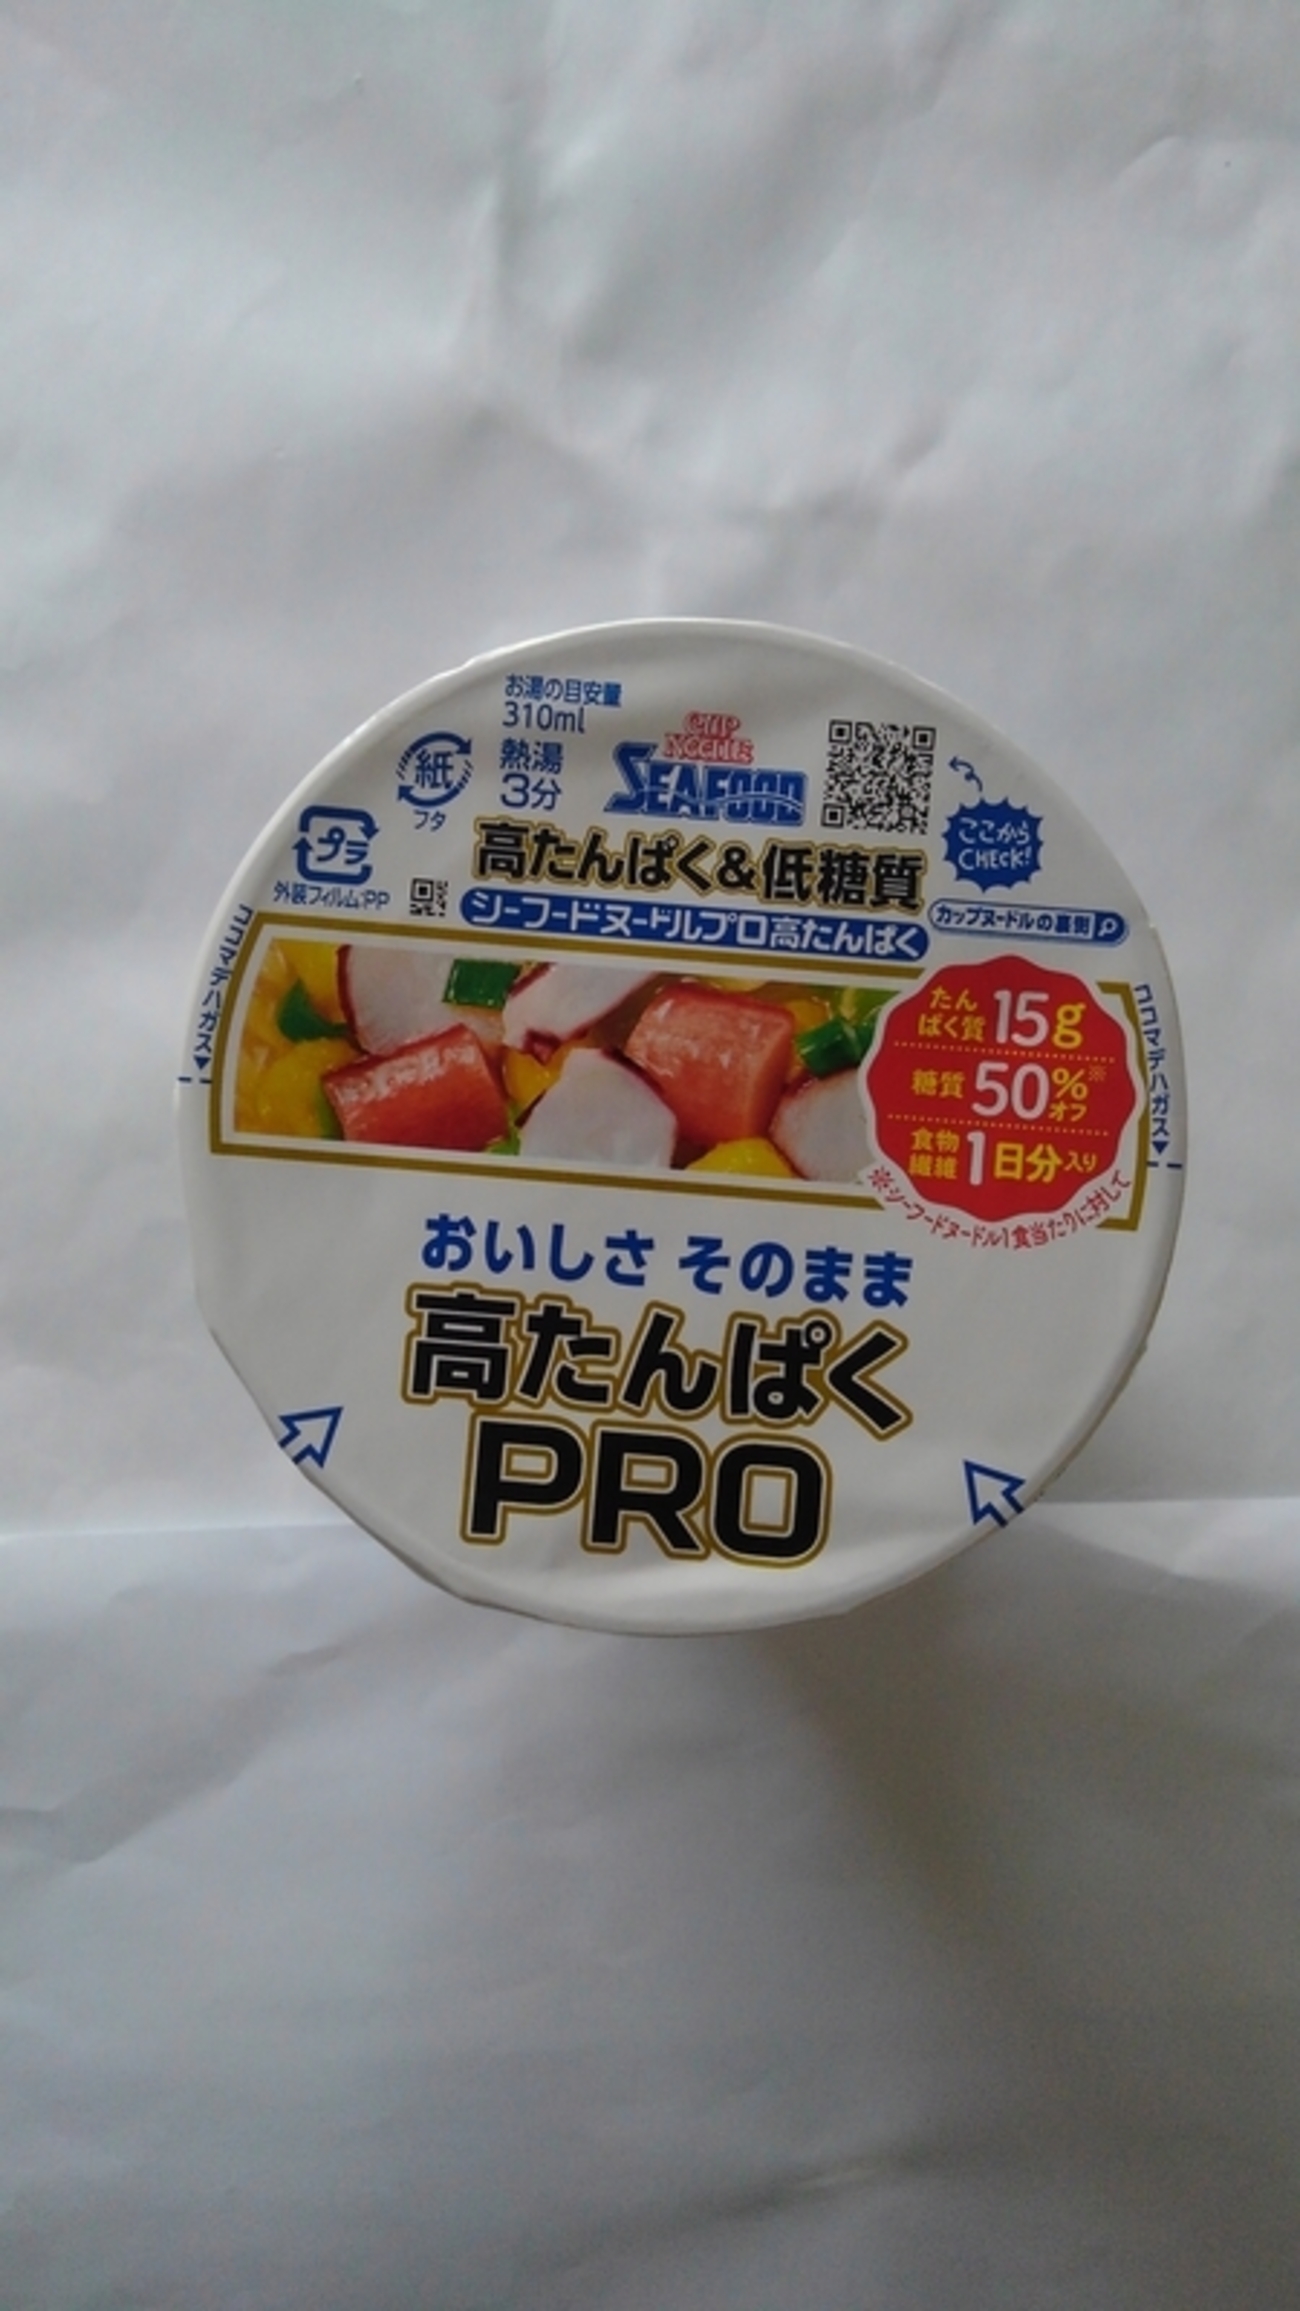 お湯の目安量
310ml
熱湯
3分
紙
フタ
プラ
外装フィルム:PP
CUP
NOODLE
SEAFOOD
ここから
CHECK!
高たんぱく&低糖質
シーフードヌードルプロ高たんぱく
カップヌードルの裏側
ココマデハガス
ココマデハガス
たん
ぱく質 15g
糖質 50%※
オフ
食物
繊維 1日分入り
※シーフードヌードル1食当たりに対して
おいしさ そのまま
高たんぱく
PRO